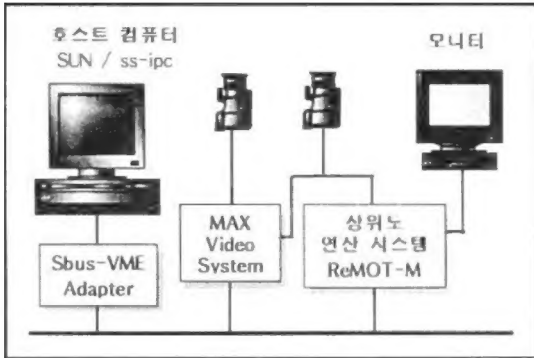 호스트 컴퓨터
SUN / ss-ipc
모니터
MAX
Video
System
상위노
연산 시스템
ReMOT-M
Sbus-VME
Adapter